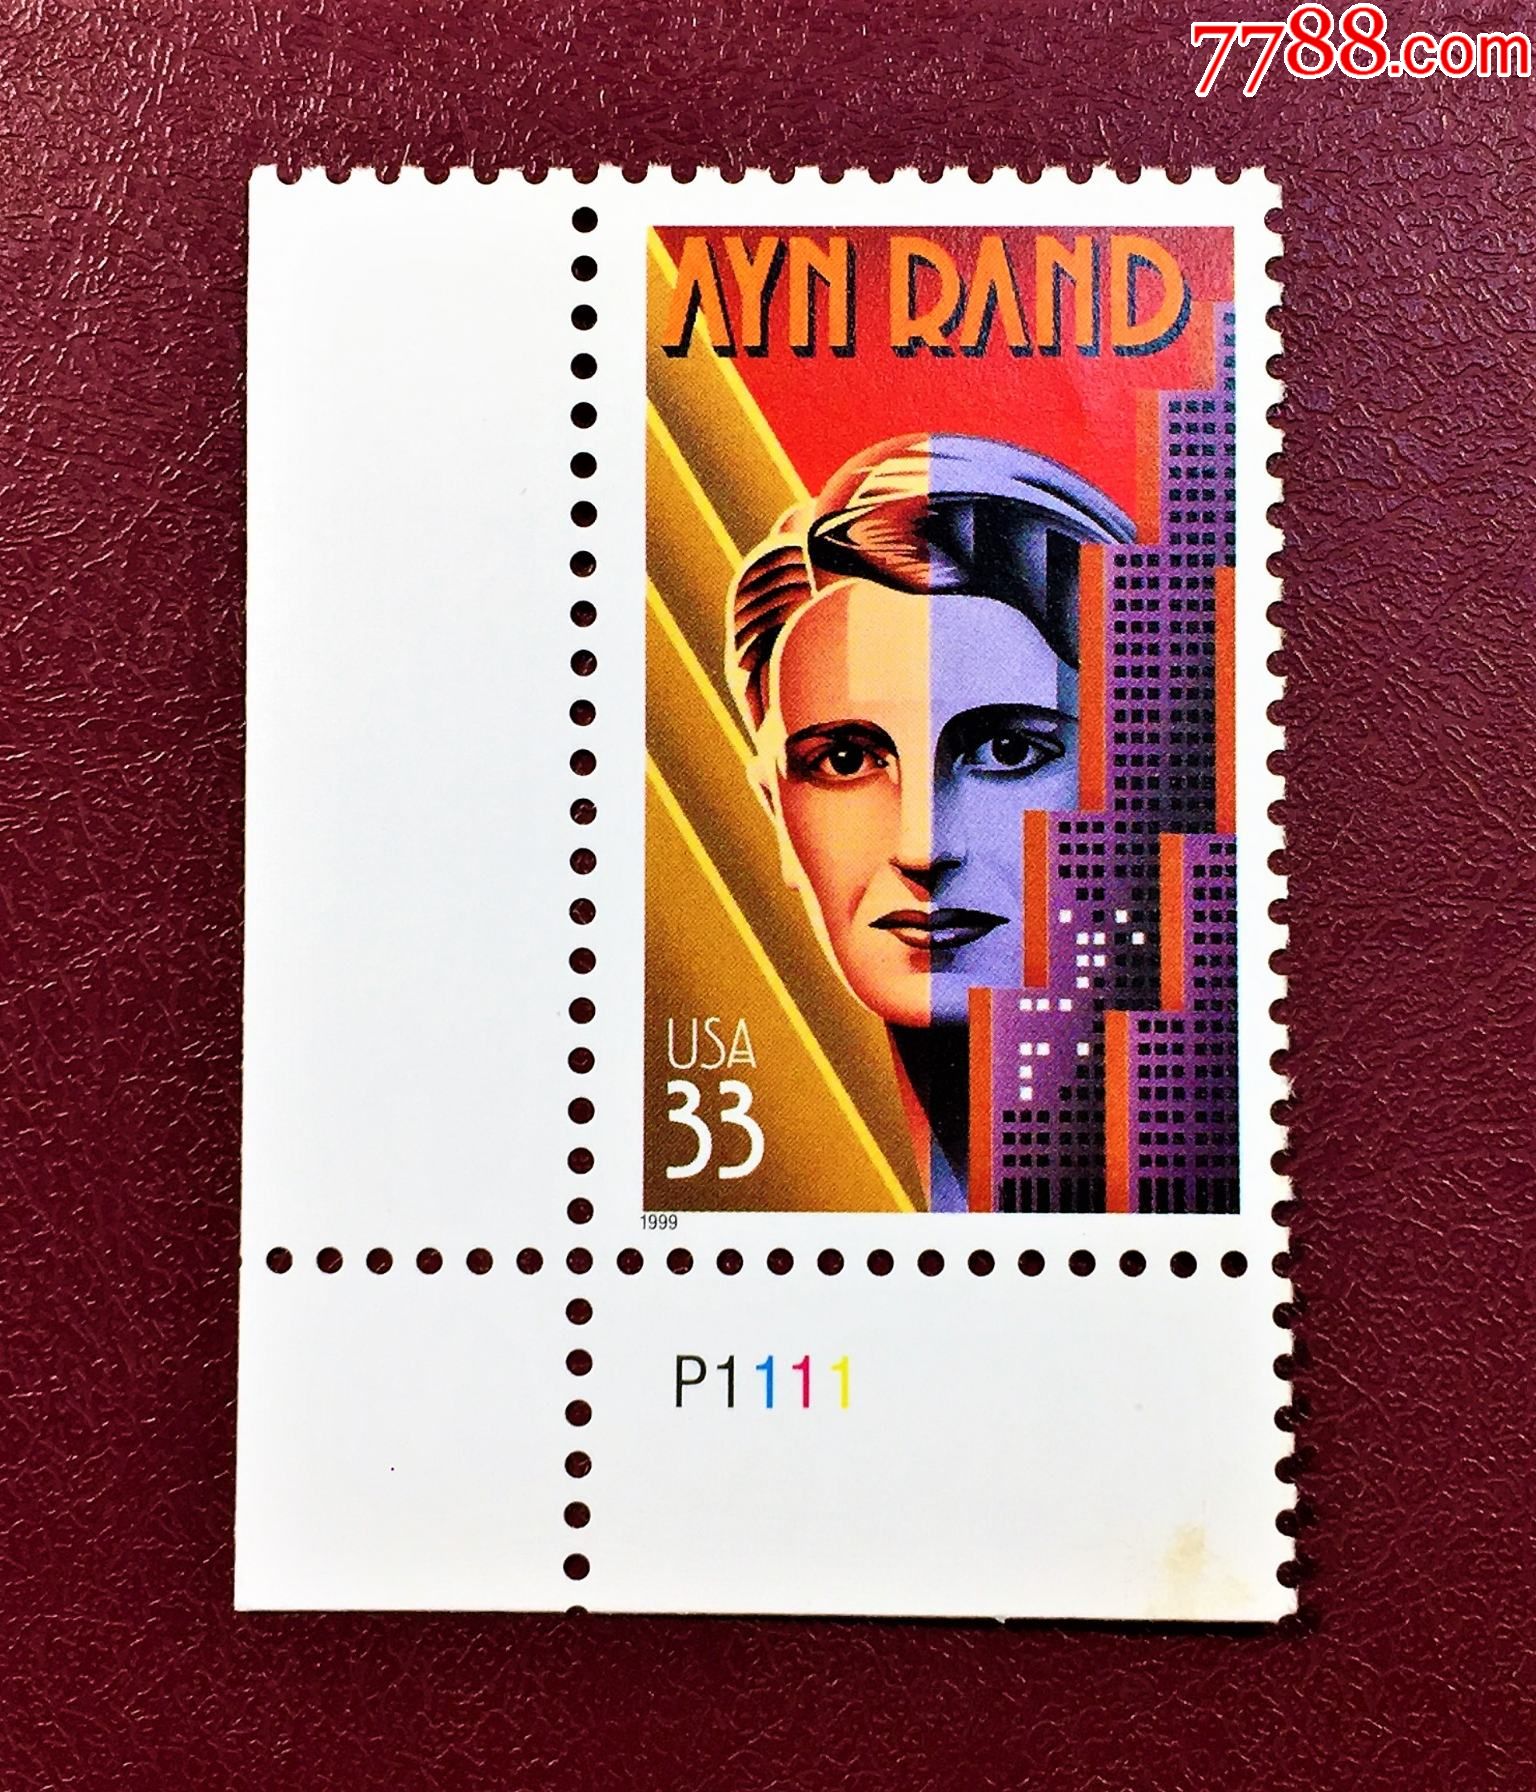 7788.com
AYN RAND
USA
33
1999
P1111